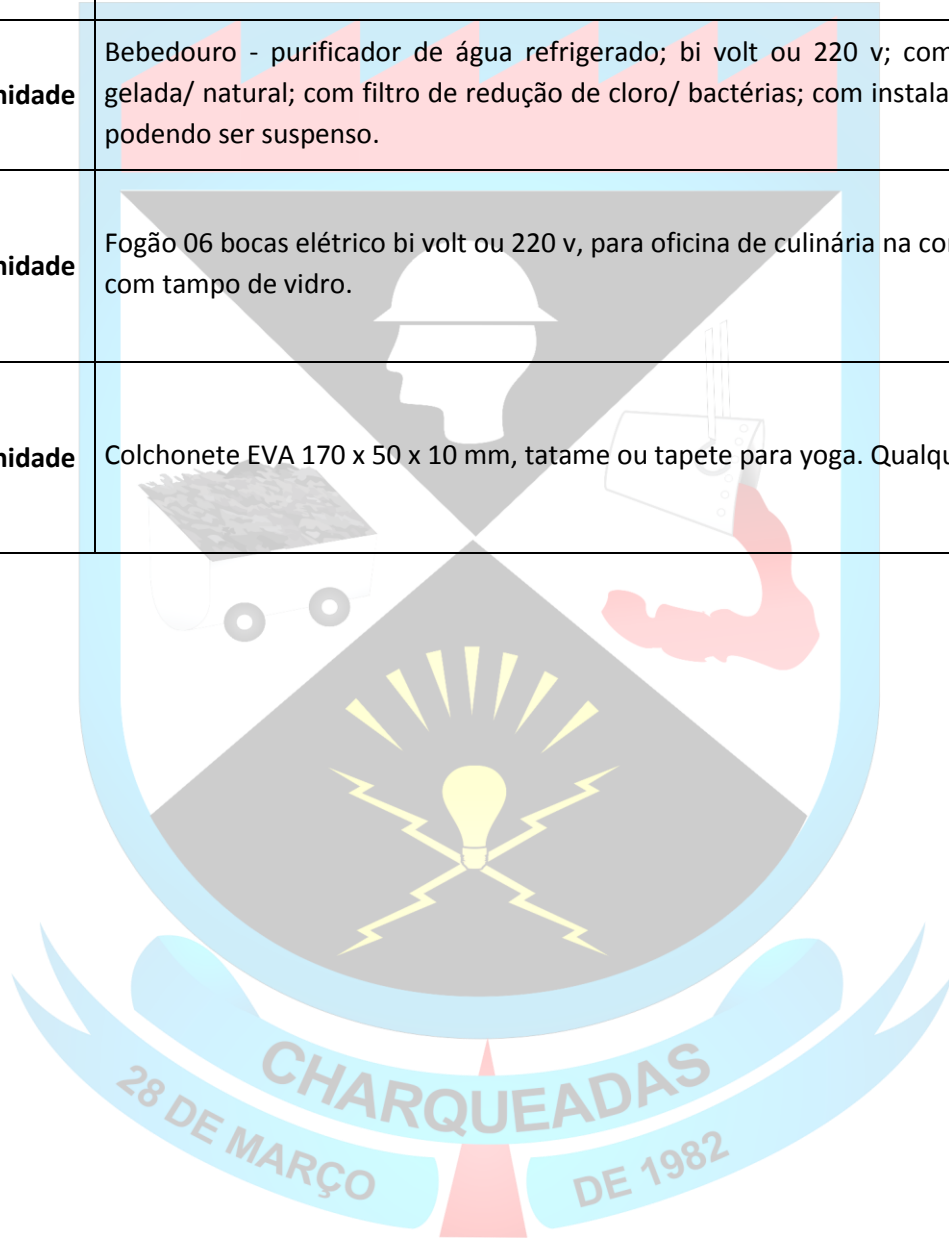 Bebedouro - purificador de água refrigerado; bi volt ou 220 v; com
nidade gelada/ natural; com filtro de redução de cloro/ bactérias; com instala
podendo ser suspenso.
nidade Fogão 06 bocas elétrico bi volt ou 220 v, para oficina de culinária na co
com tampo de vidro.
nidade Colchonete EVA 170 x 50 x 10 mm, tatame ou tapete para yoga. Qualqu
CHARQUEADAS
28 DE MARÇO DE 1982